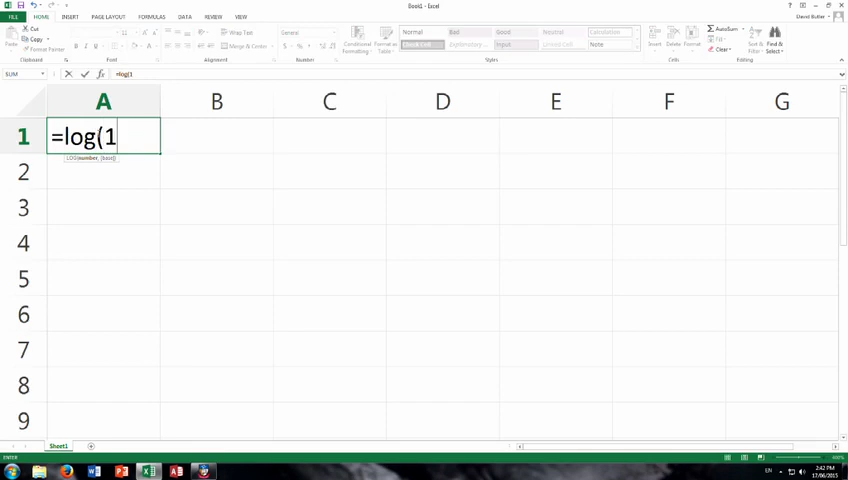 Book1 - Excel
David Butler
FILE HOME INSERT PAGE LAYOUT FORMULAS DATA REVIEW VIEW
Cut
Copy
Format Painter
Paste
Clipboard
Font
Wrap Text
Merge & Center
Alignment
General
Number
Conditional Formatting
Format as Table
Normal Bad Good Neutral Calculation
Check Cell Explanatory... Input Linked Cell Note
Styles
Insert Delete Format
Cells
AutoSum
Fill
Clear
Sort & Filter
Find & Select
Editing
SUM
=log(1
A B C D E F G
1 =log(1
LOG(number, [base])
2
3
4
5
6
7
8
9
Sheet1
ENTER
400%
EN
2:42 PM
17/06/2015